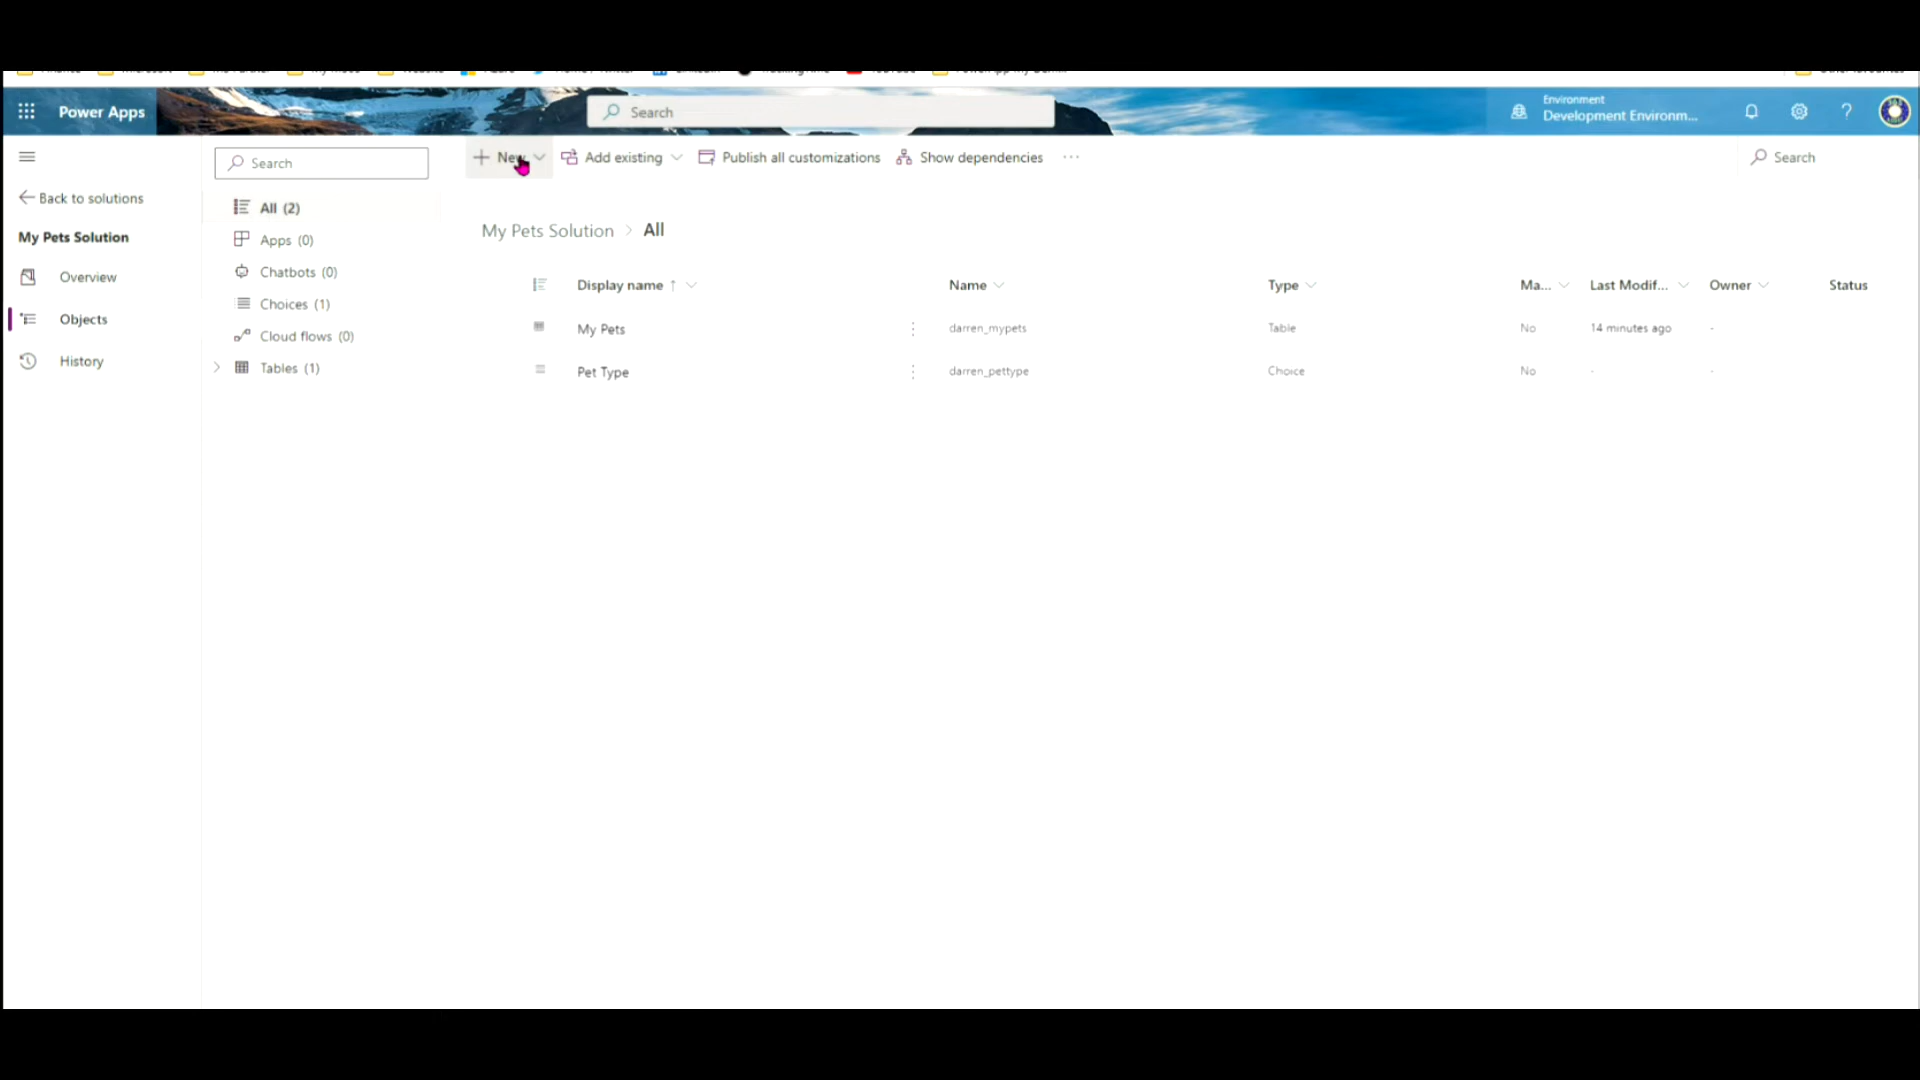 Power Apps
Search
Environment
Development Environm...
?
Search
New
Add existing
Publish all customizations
Show dependencies
...
Search
Back to solutions
My Pets Solution
Overview
Objects
History
All (2)
Apps (0)
Chatbots (0)
Choices (1)
Cloud flows (0)
Tables (1)
My Pets Solution > All
Display name ↑ Name Type Ma... Last Modif... Owner Status
My Pets darren_mypets Table No 14 minutes ago -
Pet Type darren_pettype Choice No - -